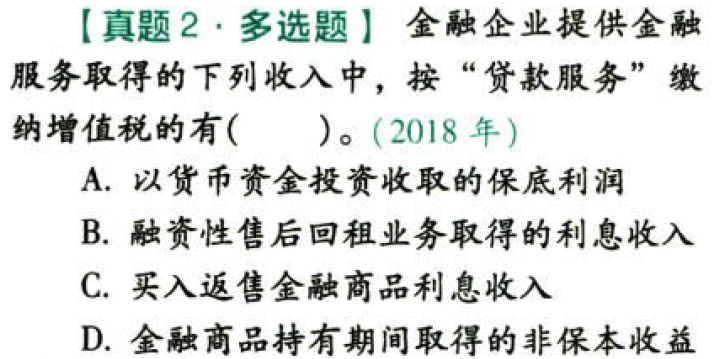 【真题2·多选题】 金融企业提供金融
服务取得的下列收入中，按“贷款服务”缴
纳增值税的有(　　)。(2018年)
A. 以货币资金投资收取的保底利润
B. 融资性售后回租业务取得的利息收入
C. 买入返售金融商品利息收入
D. 金融商品持有期间取得的非保本收益